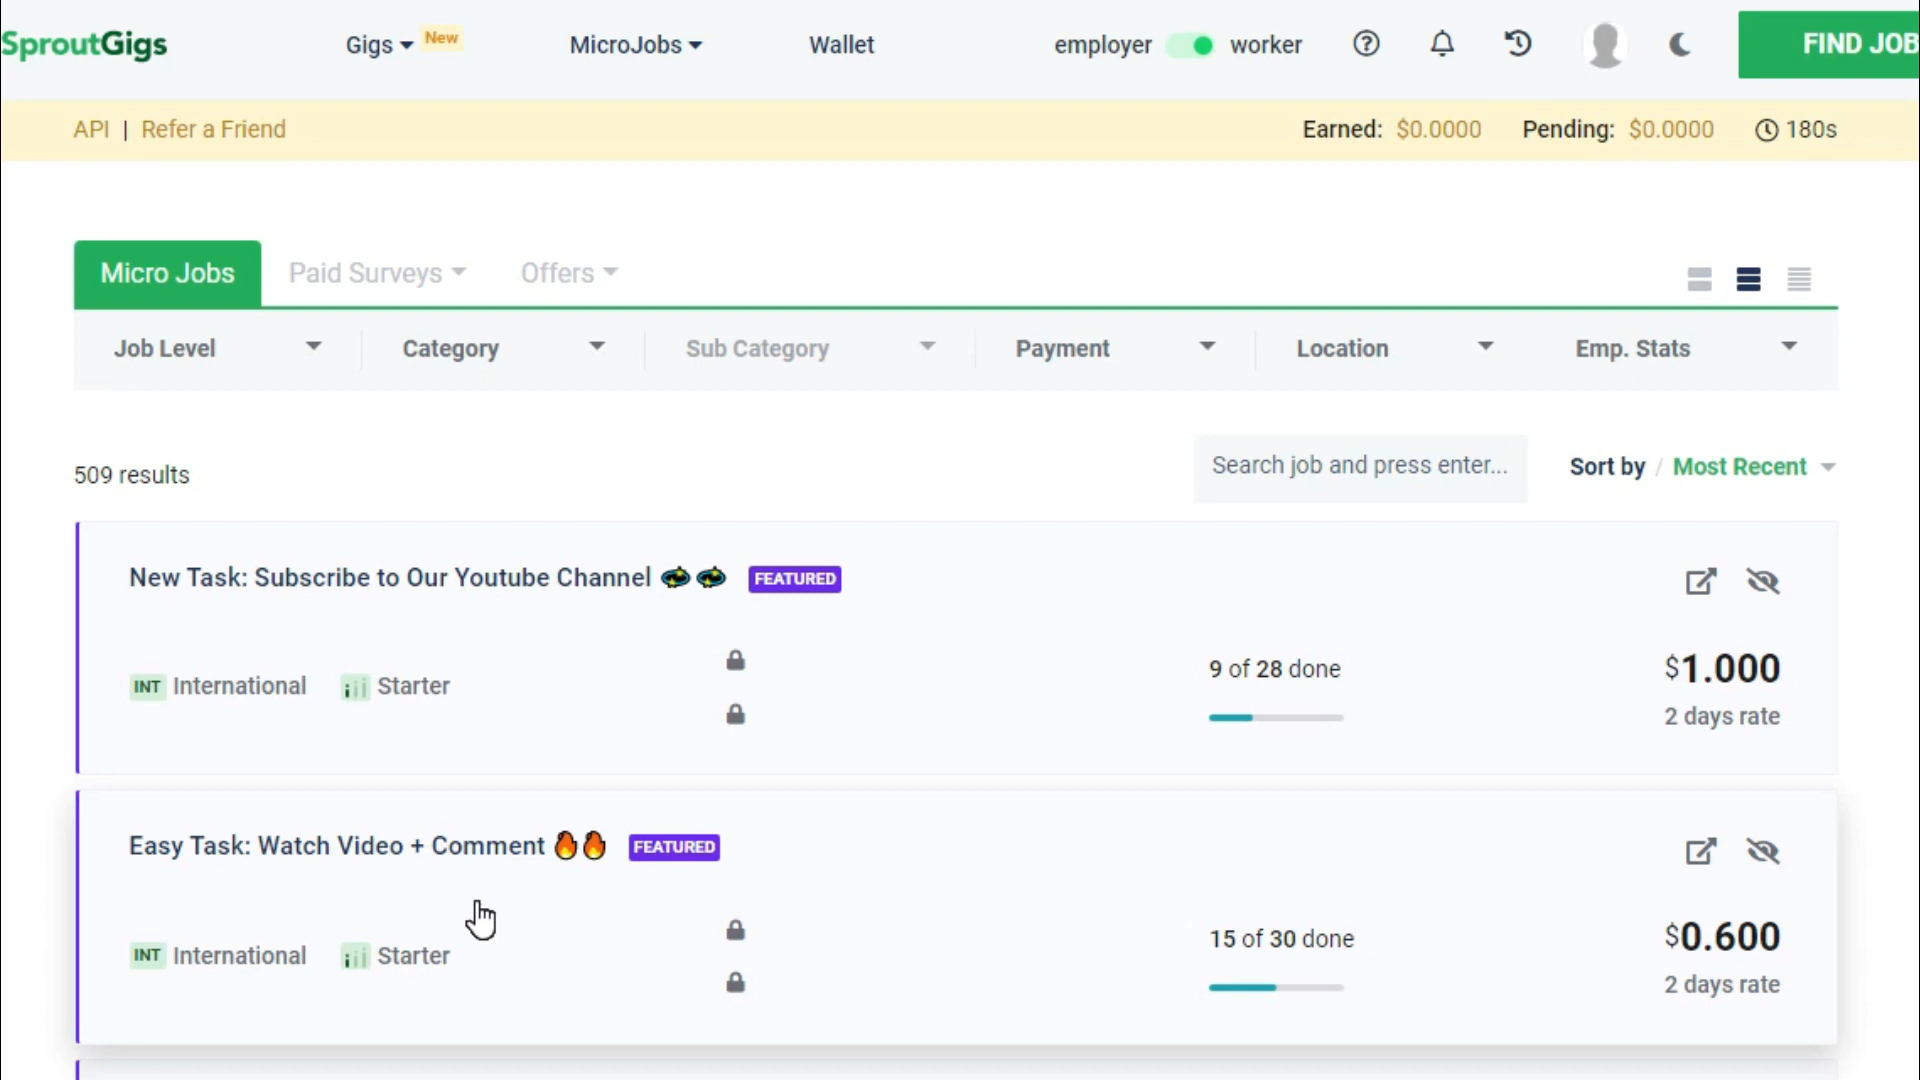 SproutGigs
Gigs New MicroJobs Wallet employer worker FIND JOB
API | Refer a Friend Earned: $0.0000 Pending: $0.0000 180s
Micro Jobs Paid Surveys Offers
Job Level Category Sub Category Payment Location Emp. Stats
509 results Search job and press enter... Sort by / Most Recent
New Task: Subscribe to Our Youtube Channel FEATURED
INT International Starter 9 of 28 done $1.000
2 days rate
Easy Task: Watch Video + Comment 🔥🔥 FEATURED
INT International Starter 15 of 30 done $0.600
2 days rate